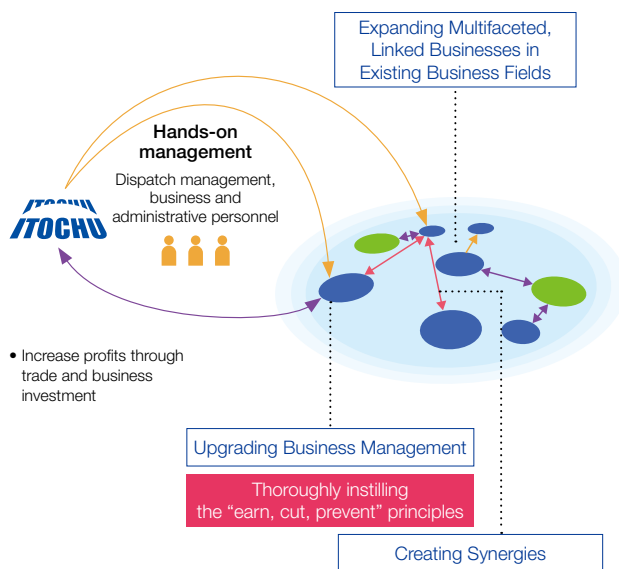 Expanding Multifaceted,
Linked Businesses in
Existing Business Fields
Hands-on
management
Dispatch management,
business and
administrative personnel
ITOCHU
ITOCHU
• Increase profits through
trade and business
investment
Upgrading Business Management
Thoroughly instilling
the “earn, cut, prevent” principles
Creating Synergies